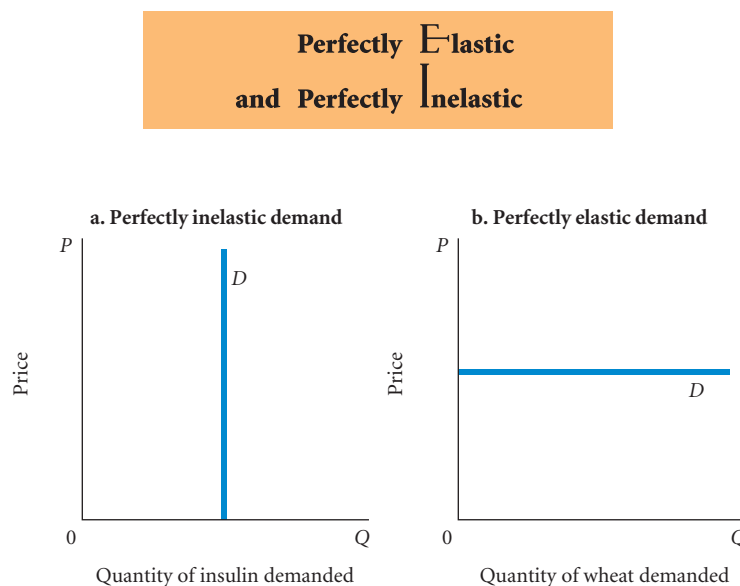 Perfectly Elastic
and Perfectly Inelastic
a. Perfectly inelastic demand
P
D
Price
0
Q
Quantity of insulin demanded
b. Perfectly elastic demand
P
D
Price
0
Q
Quantity of wheat demanded